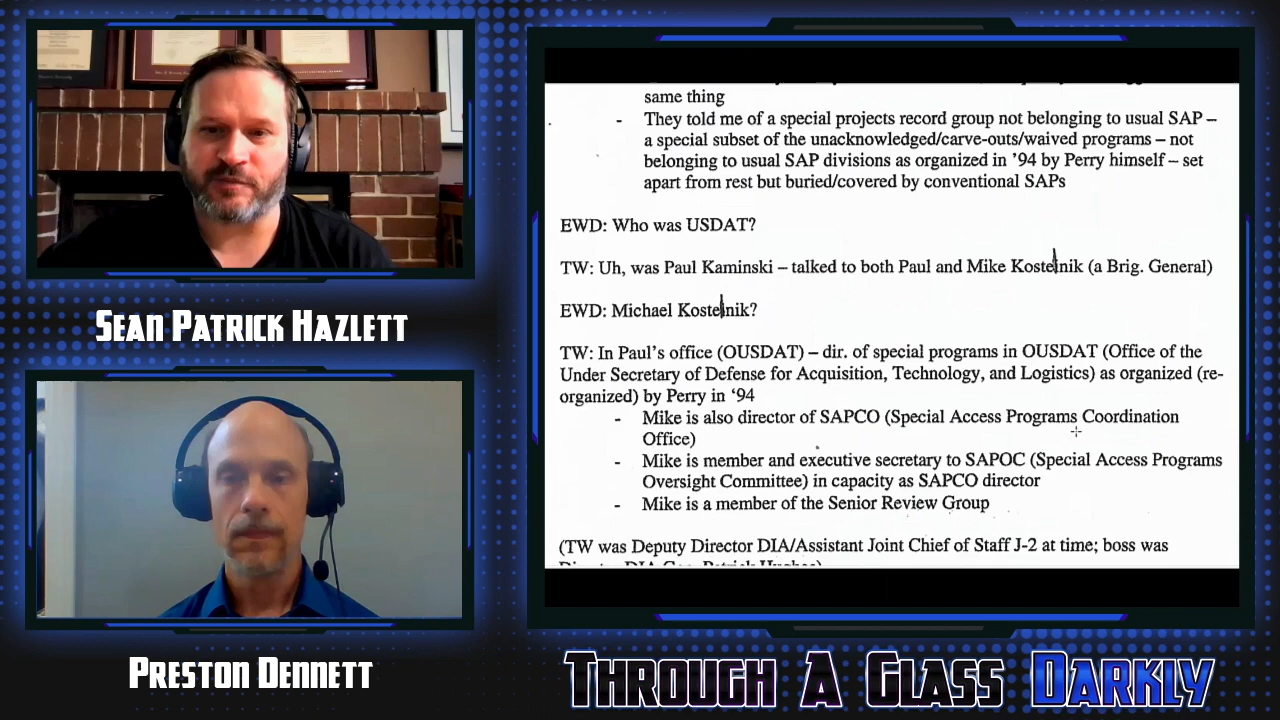 SEAN PATRICK HAZLETT
PRESTON DENNETT
same thing
- They told me of a special projects record group not belonging to usual SAP –
a special subset of the unacknowledged/carve-outs/waived programs – not
belonging to usual SAP divisions as organized in ’94 by Perry himself – set
apart from rest but buried/covered by conventional SAPs
EWD: Who was USDAT?
TW: Uh, was Paul Kaminski – talked to both Paul and Mike Kostelnik (a Brig. General)
EWD: Michael Kostelnik?
TW: In Paul’s office (OUSDAT) – dir. of special programs in OUSDAT (Office of the
Under Secretary of Defense for Acquisition, Technology, and Logistics) as organized (re-
organized) by Perry in ‘94
- Mike is also director of SAPCO (Special Access Programs Coordination
Office)
- Mike is member and executive secretary to SAPOC (Special Access Programs
Oversight Committee) in capacity as SAPCO director
- Mike is a member of the Senior Review Group
(TW was Deputy Director DIA/Assistant Joint Chief of Staff J-2 at time; boss was
THROUGH A GLASS DARKLY